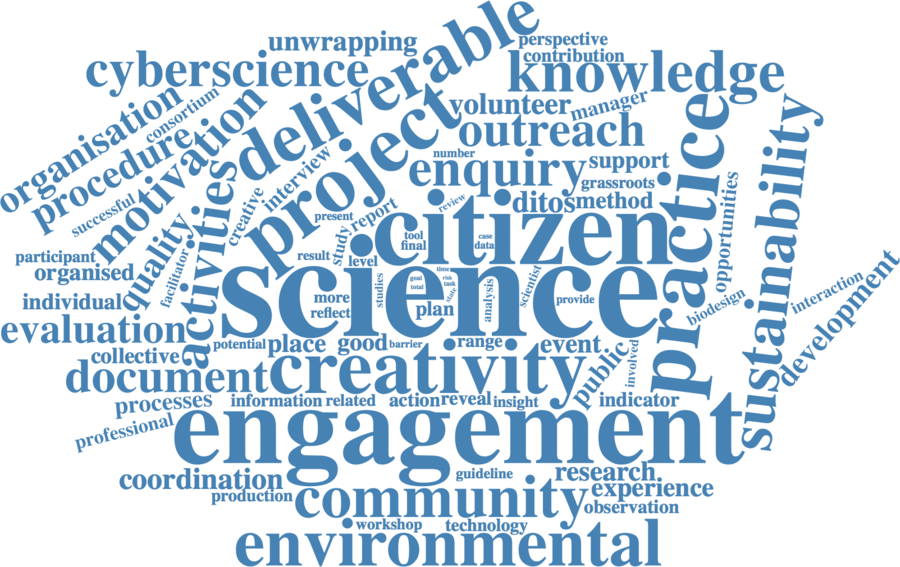 unwrapping
perspective
contribution
cyberscience
deliverable
knowledge
organisation
consortium
procedure
motivation
project
volunteer
manager
outreach
practice
sustainability
number
enquiry
support
grassroots
ditos
method
opportunities
successful
creative
interview
activities
quality
present
report
review
study
tool
final
case
data
citizen
participant
organised
facilitator
result
level
science
goal
total
time
risk
task
state
studies
analysis
scientist
provide
more
reflect
plan
individual
evaluation
biodesign
interaction
development
potential
place
good
barrier
range
event
public
involved
collective
document
creativity
processes
information
related
action
reveal
insight
indicator
professional
engagement
coordination
guideline
research
production
community
experience
observation
workshop
technology
environmental